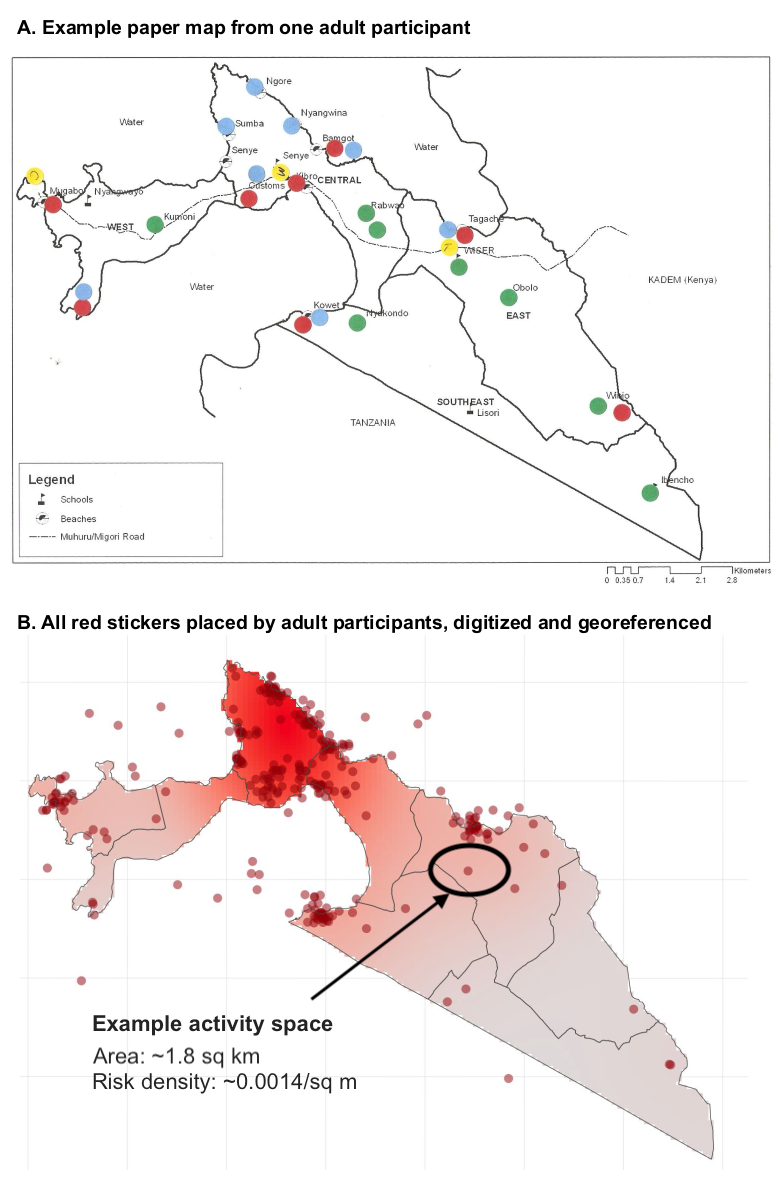 A. Example paper map from one adult participant
Ngore
Water
Sumba
Nyangwina
Senye
Bamgot
Water
Senye
Mugabo
Nyangwayo
Customs
Kibro
CENTRAL
Rabwao
WEST
Kumoni
Tagache
WISER
Water
KADEM (Kenya)
Obolo
Kowet
Nyakondo
EAST
Winjo
SOUTHEAST
Lisori
TANZANIA
Ibencho
Legend
Schools
Beaches
Muhuru/Migori Road
Kilometers
0 0.35 0.7 1.4 2.1 2.8
B. All red stickers placed by adult participants, digitized and georeferenced
Example activity space
Area: ~1.8 sq km
Risk density: ~0.0014/sq m